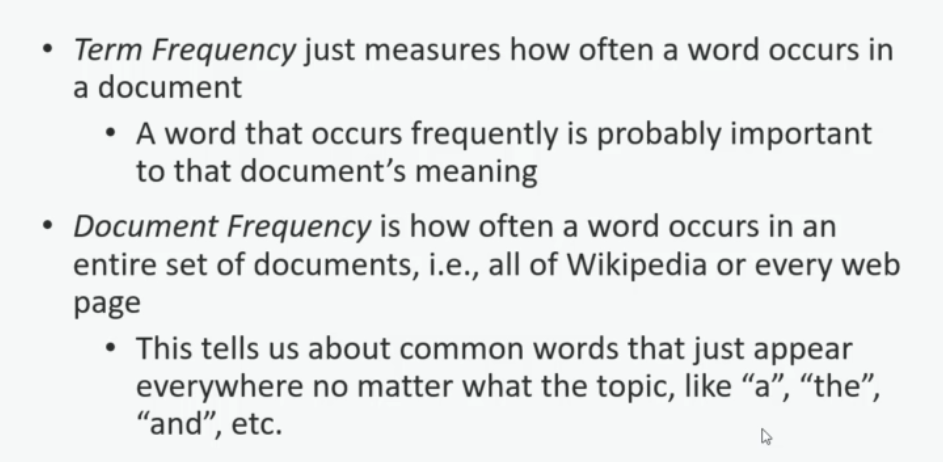 • Term Frequency just measures how often a word occurs in
a document
• A word that occurs frequently is probably important
to that document’s meaning
• Document Frequency is how often a word occurs in an
entire set of documents, i.e., all of Wikipedia or every web
page
• This tells us about common words that just appear
everywhere no matter what the topic, like “a”, “the”,
“and”, etc.